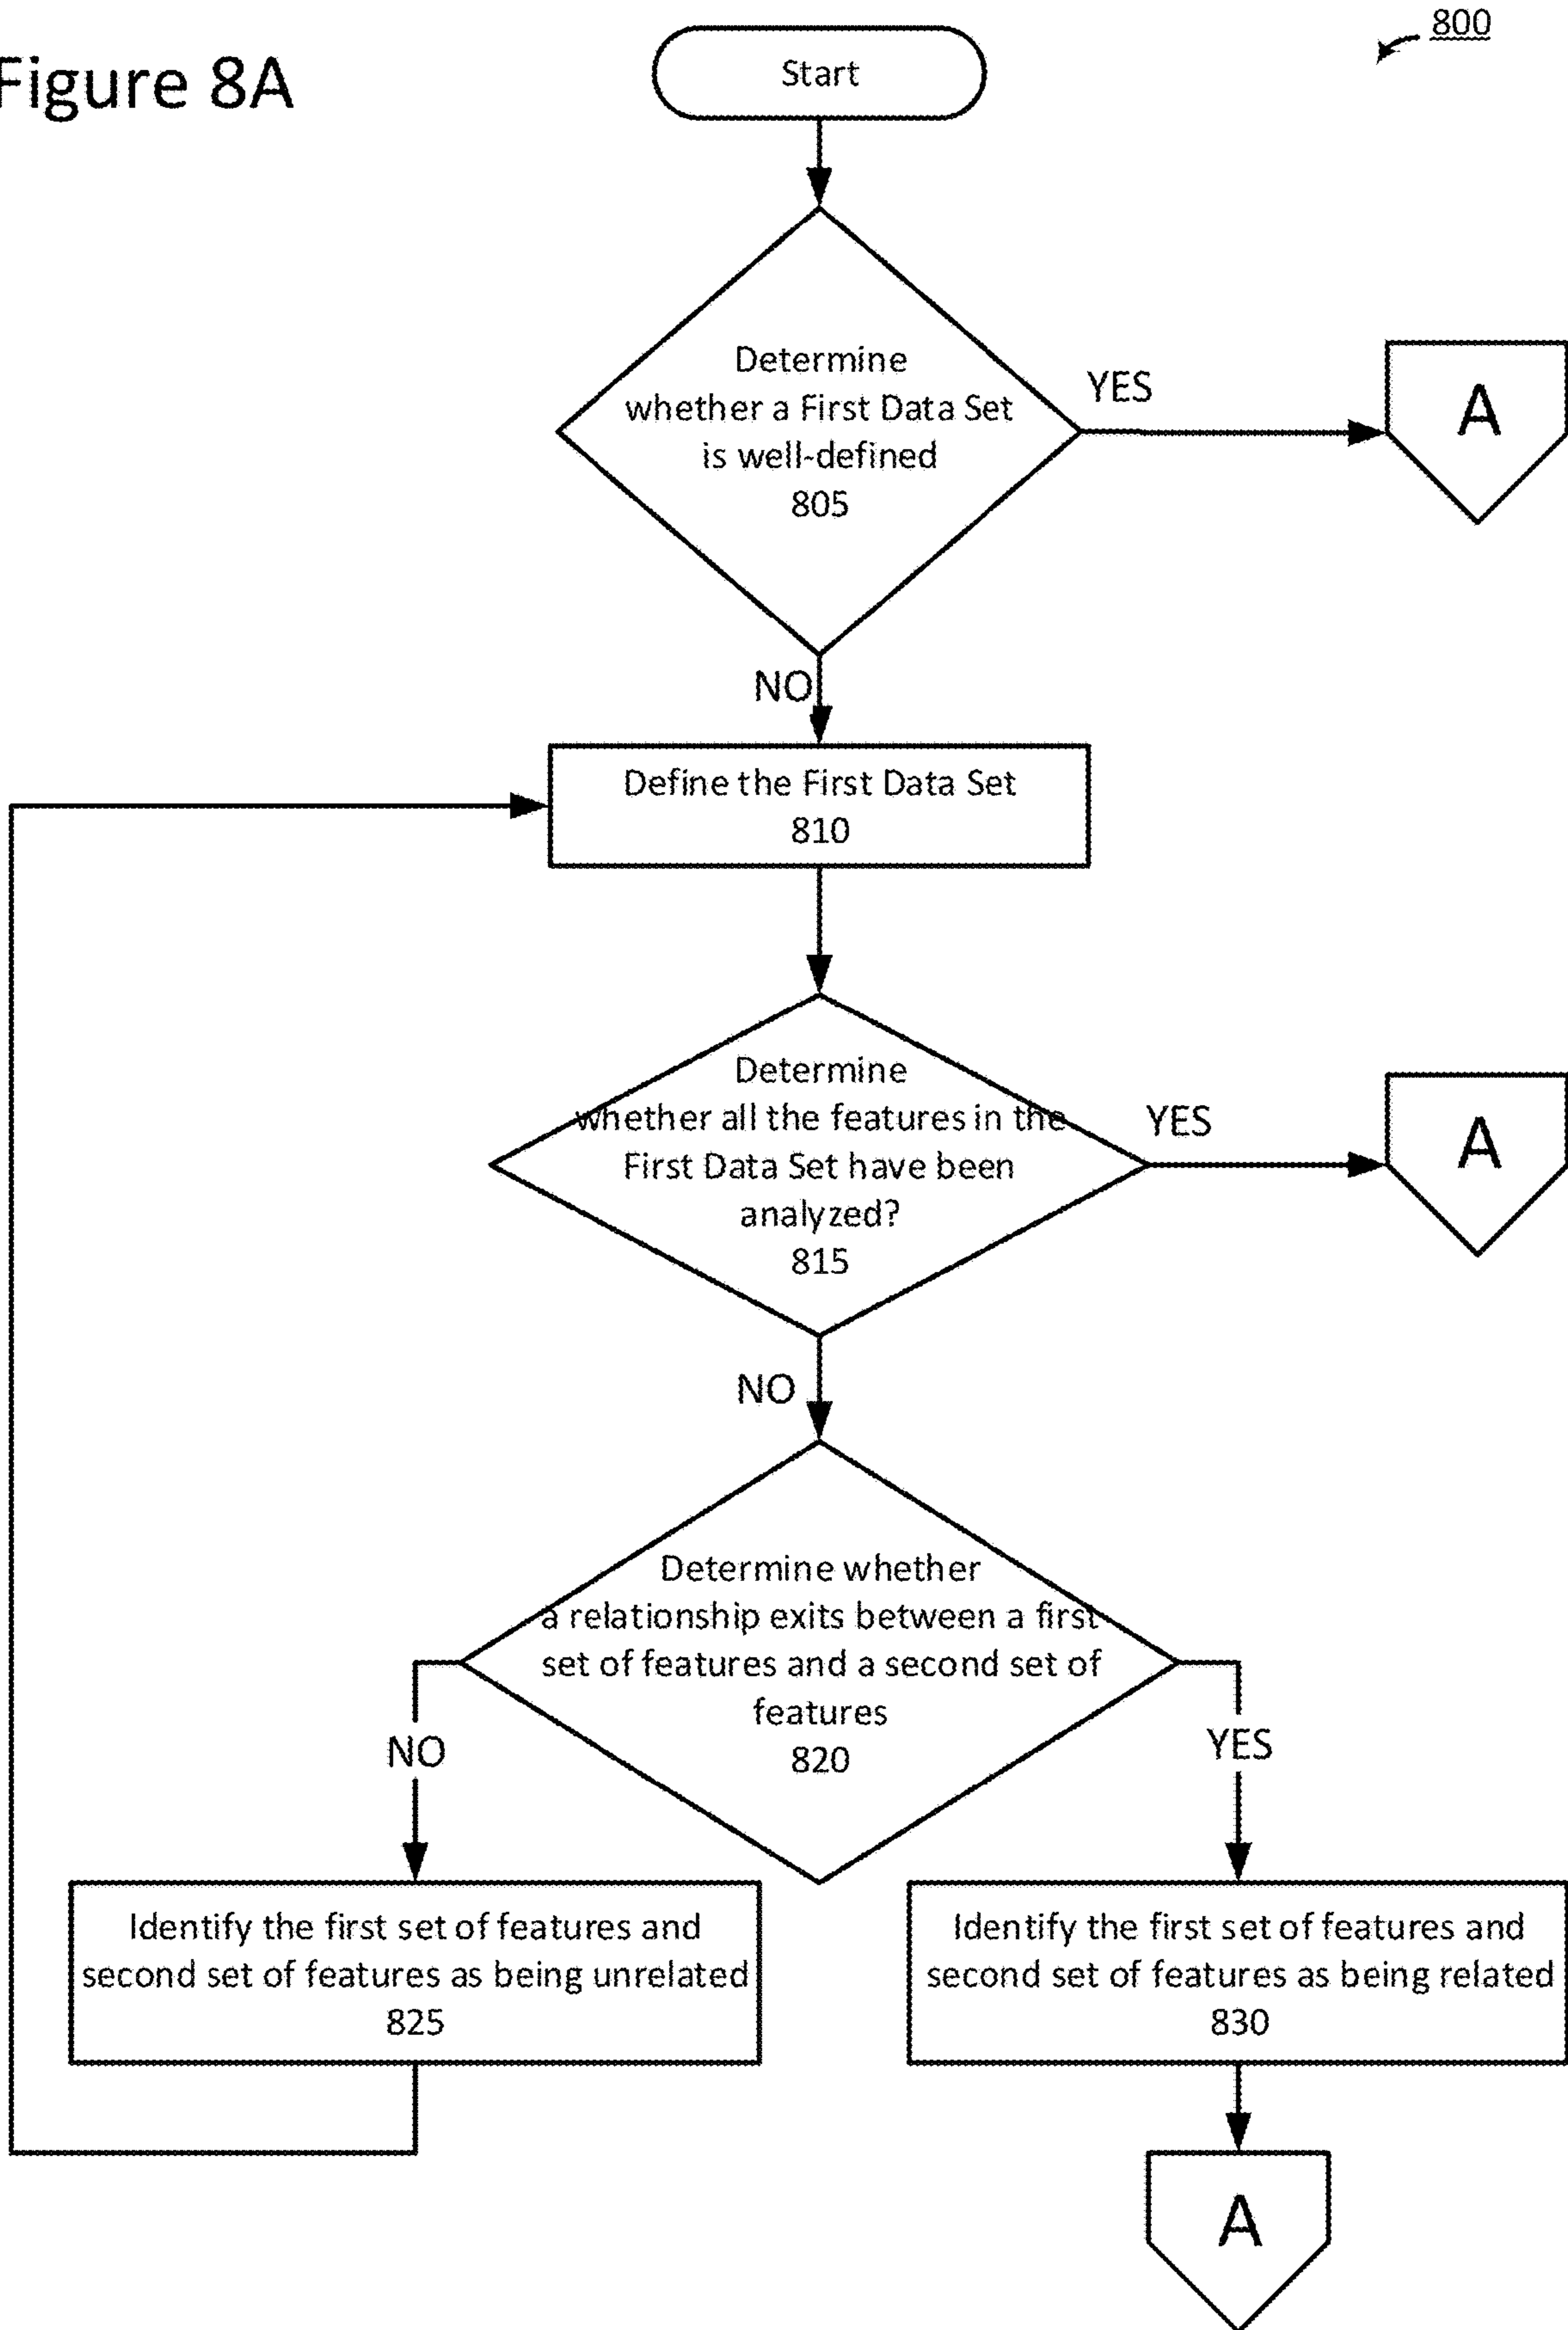 Figure 8A
800
Start
Determine
whether a First Data Set
is well-defined
805
YES
A
NO
Define the First Data Set
810
Determine
whether all the features in the
First Data Set have been
analyzed?
815
YES
A
NO
Determine whether
a relationship exits between a first
set of features and a second set of
features
820
NO
YES
Identify the first set of features and
second set of features as being unrelated
825
Identify the first set of features and
second set of features as being related
830
A